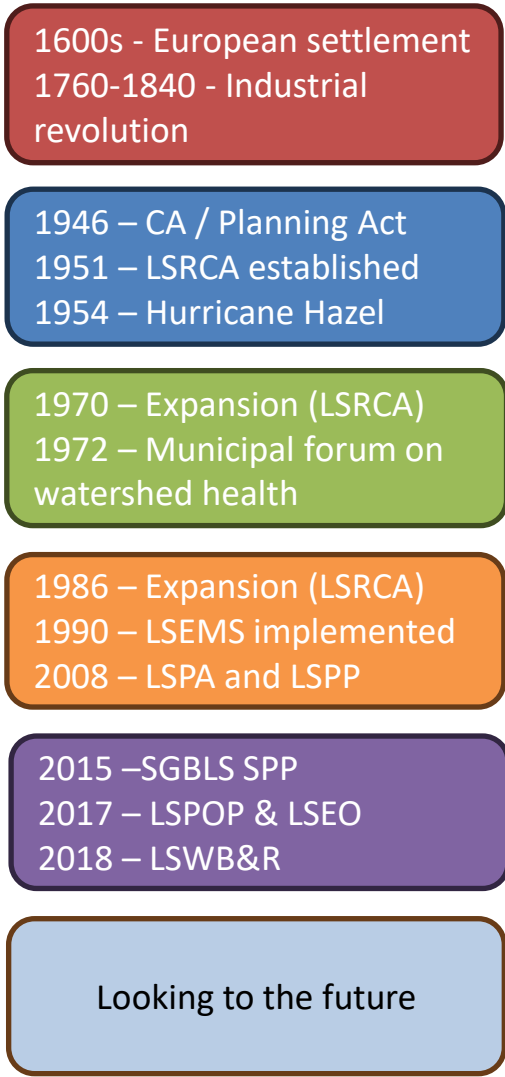 1600s - European settlement
1760-1840 - Industrial
revolution
1946 – CA / Planning Act
1951 – LSRCA established
1954 – Hurricane Hazel
1970 – Expansion (LSRCA)
1972 – Municipal forum on
watershed health
1986 – Expansion (LSRCA)
1990 – LSEMS implemented
2008 – LSPA and LSPP
2015 –SGBLS SPP
2017 – LSPOP & LSEO
2018 – LSWB&R
Looking to the future